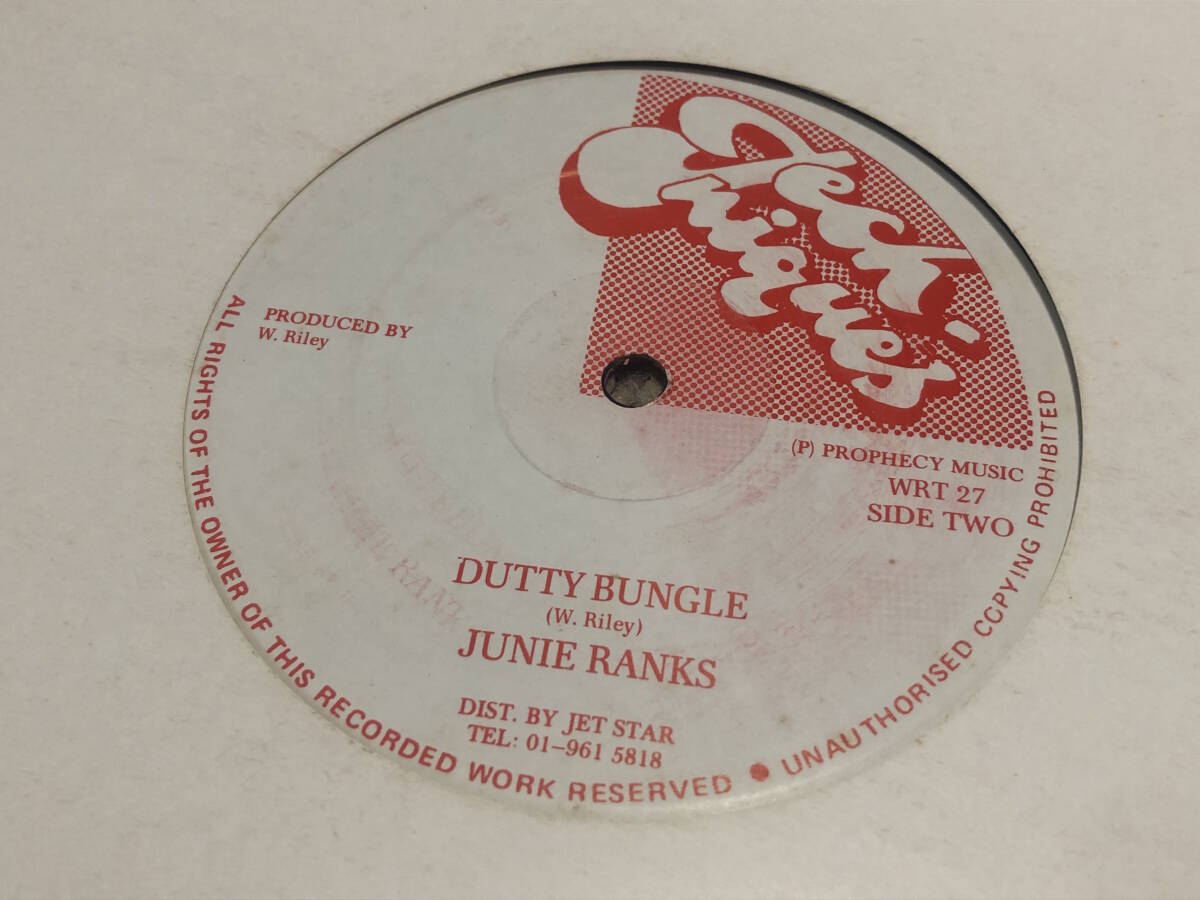 Techniques
PRODUCED BY
W. Riley
(P) PROPHECY MUSIC
WRT 27
SIDE TWO
DUTTY BUNGLE
(W. Riley)
JUNIE RANKS
DIST. BY JET STAR
TEL: 01-961 5818
ALL RIGHTS OF THE OWNER OF THIS RECORDED WORK RESERVED • UNAUTHORISED COPYING PROHIBITED